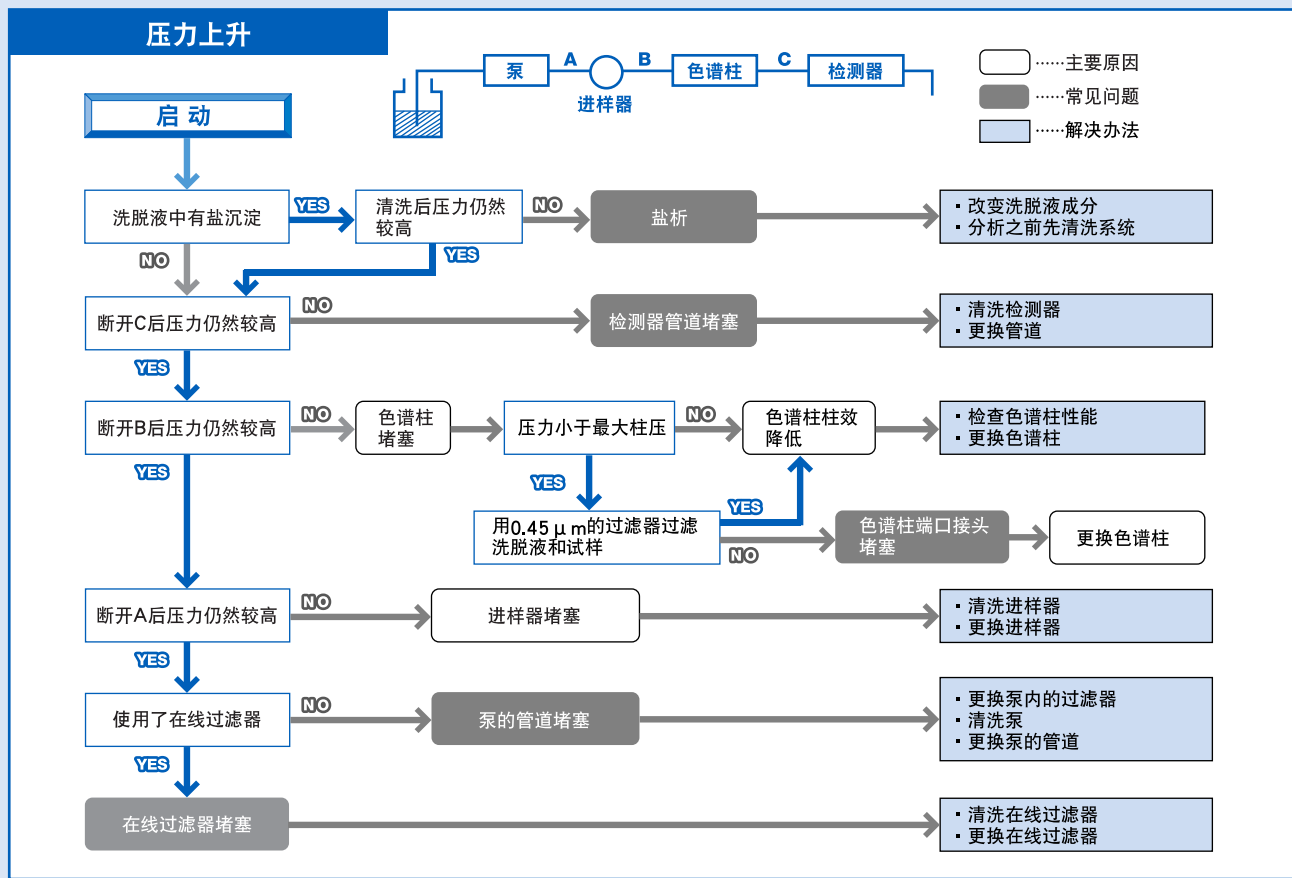 压力上升
泵
A
B
色谱柱
C
检测器
进样器
……主要原因
……常见问题
……解决办法
启动
洗脱液中有盐沉淀
YES
清洗后压力仍然
较高
NO
盐析
· 改变洗脱液成分
· 分析之前先清洗系统
NO
YES
断开C后压力仍然较高
NO
检测器管道堵塞
· 清洗检测器
· 更换管道
YES
断开B后压力仍然较高
NO
色谱柱
堵塞
压力小于最大柱压
NO
色谱柱柱效
降低
· 检查色谱柱性能
· 更换色谱柱
YES
YES
用0.45μm的过滤器过滤
洗脱液和试样
YES
NO
色谱柱端口接头
堵塞
更换色谱柱
断开A后压力仍然较高
NO
进样器堵塞
· 清洗进样器
· 更换进样器
YES
使用了在线过滤器
NO
泵的管道堵塞
· 更换泵内的过滤器
· 清洗泵
· 更换泵的管道
YES
在线过滤器堵塞
· 清洗在线过滤器
· 更换在线过滤器